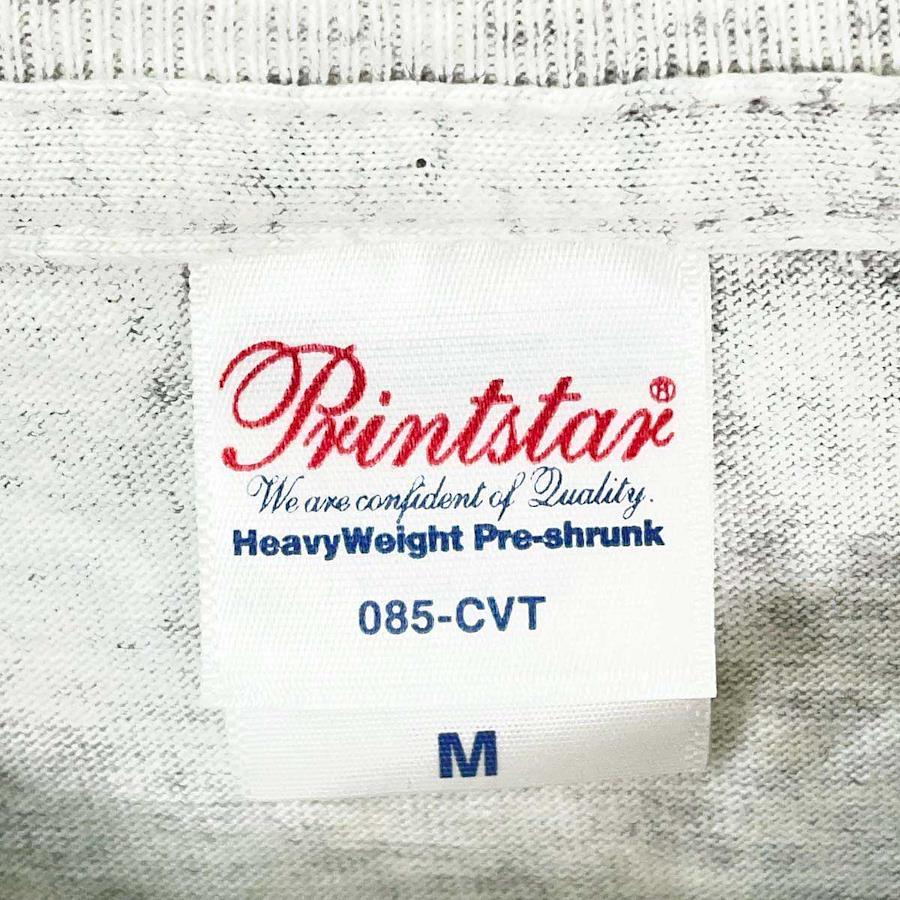 Printstar®
We are confident of Quality.
HeavyWeight Pre-shrunk
085-CVT
M